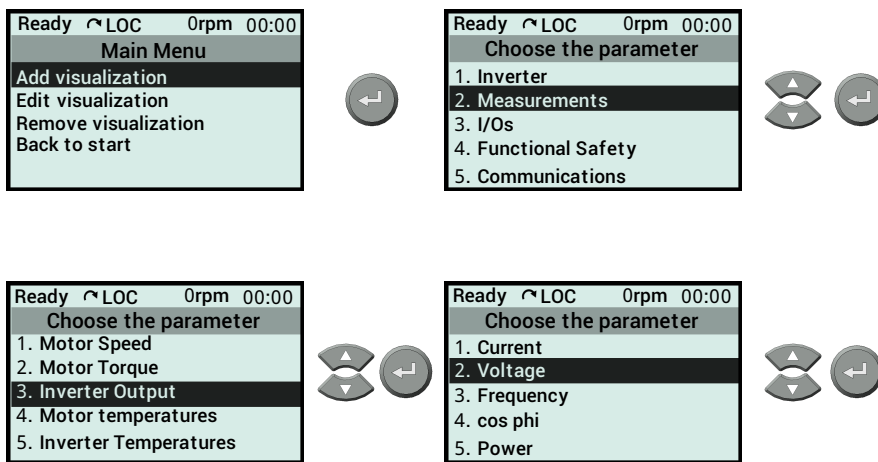 Ready LOC 0rpm 00:00
Main Menu
Add visualization
Edit visualization
Remove visualization
Back to start
Ready LOC 0rpm 00:00
Choose the parameter
1. Inverter
2. Measurements
3. I/Os
4. Functional Safety
5. Communications
Ready LOC 0rpm 00:00
Choose the parameter
1. Motor Speed
2. Motor Torque
3. Inverter Output
4. Motor temperatures
5. Inverter Temperatures
Ready LOC 0rpm 00:00
Choose the parameter
1. Current
2. Voltage
3. Frequency
4. cos phi
5. Power